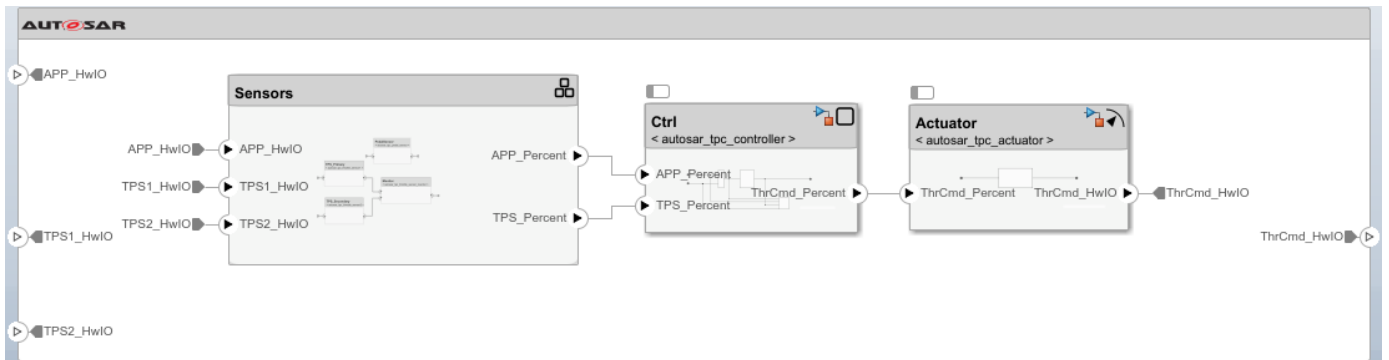 AUTOSAR
APP_HwIO
Sensors
Ctrl
< autosar_tpc_controller >
Actuator
< autosar_tpc_actuator >
APP_HwIO
APP_HwIO
APP_Percent
APP_Percent
TPS1_HwIO
TPS1_HwIO
ThrCmd_Percent
ThrCmd_Percent
ThrCmd_HwIO
ThrCmd_HwIO
TPS_Percent
TPS_Percent
TPS2_HwIO
TPS2_HwIO
TPS1_HwIO
ThrCmd_HwIO
TPS2_HwIO